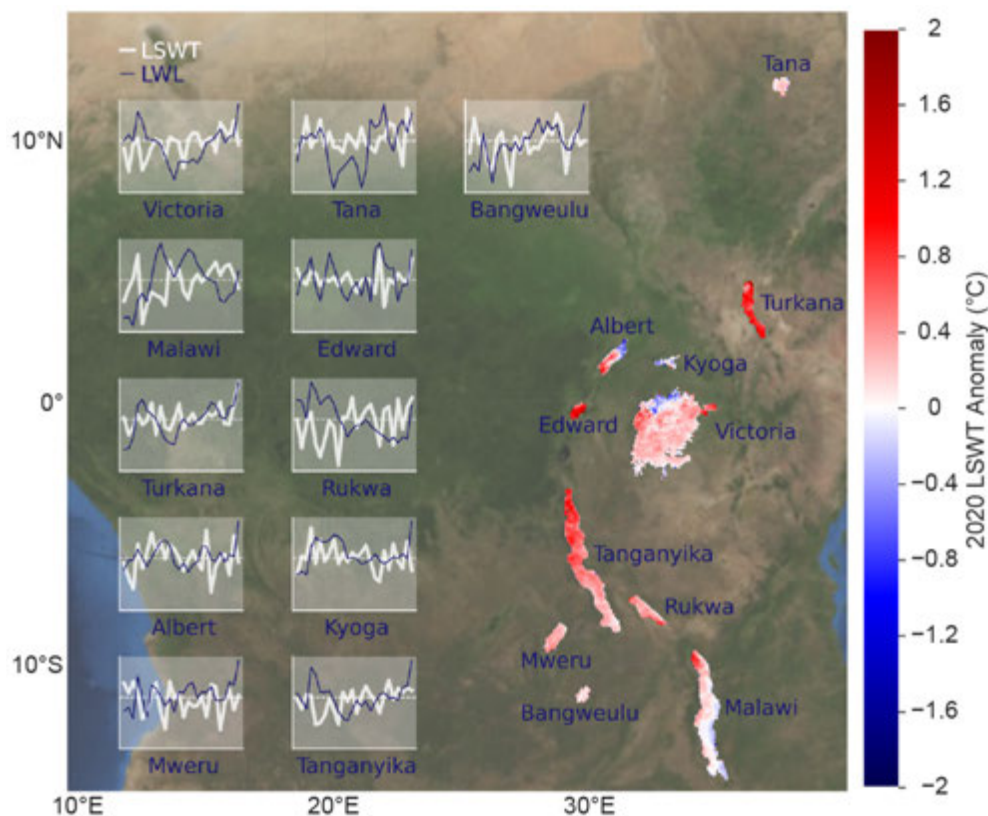 LSWT
LWL
Victoria
Tana
Bangweulu
Malawi
Edward
Turkana
Rukwa
Albert
Kyoga
Mweru
Tanganyika
Tana
Turkana
Albert
Kyoga
Edward
Victoria
Tanganyika
Rukwa
Mweru
Bangweulu
Malawi
10°N
0°
10°S
10°E
20°E
30°E
2
1.6
1.2
0.8
0.4
0
−0.4
−0.8
−1.2
−1.6
−2
2020 LSWT Anomaly (°C)